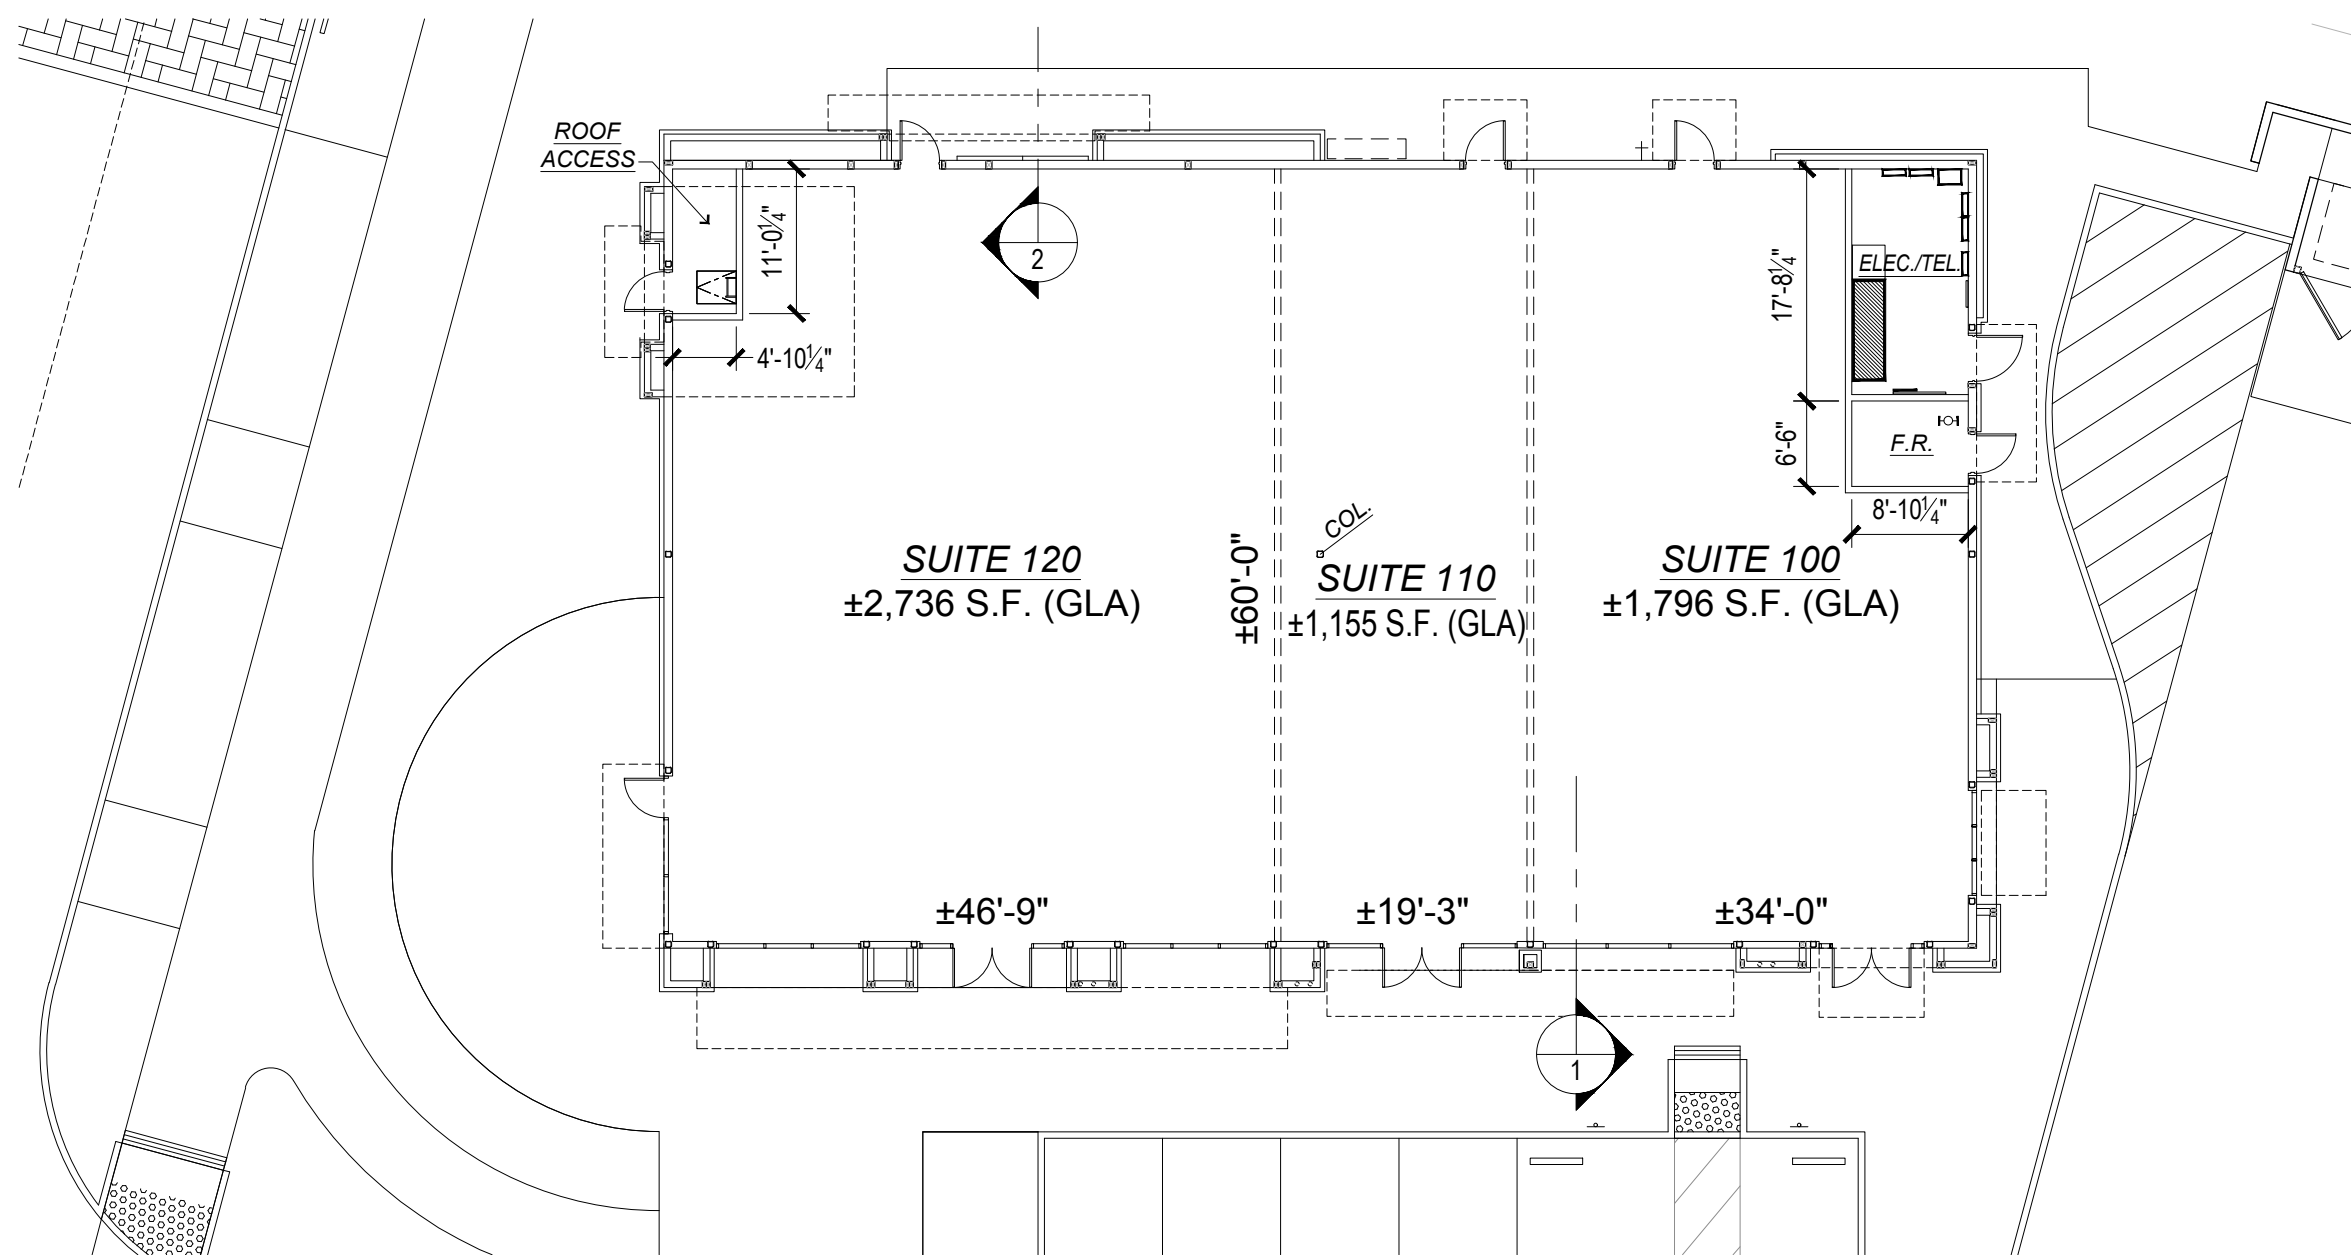 ROOF
ACCESS
11'-0¼"
4'-10¼"
2
17'-8¼"
ELEC./TEL.
6'-6"
F.R.
8'-10¼"
COL.
SUITE 120
±2,736 S.F. (GLA)
±60'-0"
SUITE 110
±1,155 S.F. (GLA)
SUITE 100
±1,796 S.F. (GLA)
±46'-9"
±19'-3"
±34'-0"
1